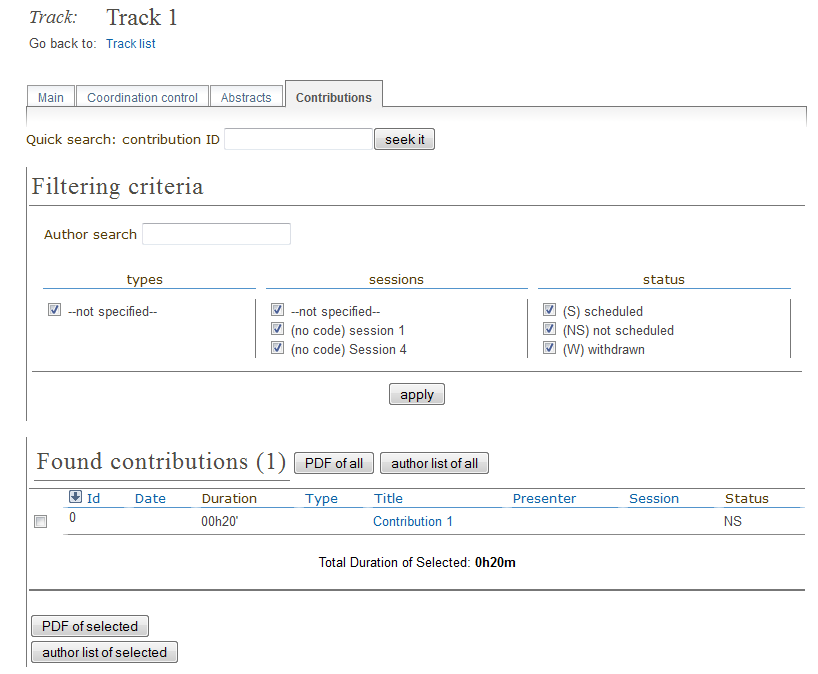 Track: Track 1
Go back to: Track list
Main Coordination control Abstracts Contributions
Quick search: contribution ID seek it
Filtering criteria
Author search
types sessions status
--not specified-- --not specified-- (S) scheduled
(no code) session 1 (NS) not scheduled
(no code) Session 4 (W) withdrawn
apply
Found contributions (1) PDF of all author list of all
Id Date Duration Type Title Presenter Session Status
0 00h20' Contribution 1 NS
Total Duration of Selected: 0h20m
PDF of selected
author list of selected